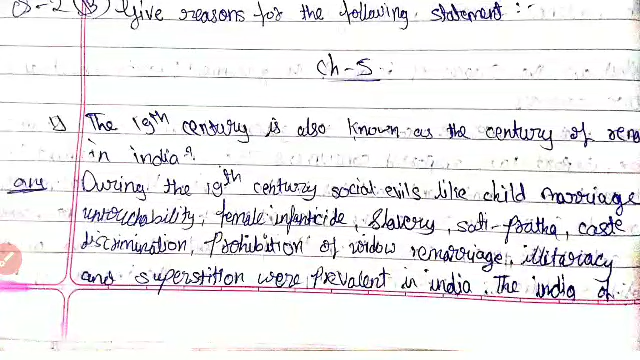 Q-2 (B) Give reasons for the following statement :-
Ch-5 :
1) The 19th century is also known as the century of rena
in india?
ans During the 19th century social evils like child marriage
untouchability, female infanticide, Slavery, sati-pratha, caste
discrimination, Prohibition of widow remarriage, illitaracy
and superstition were Prevalent in india. The india of